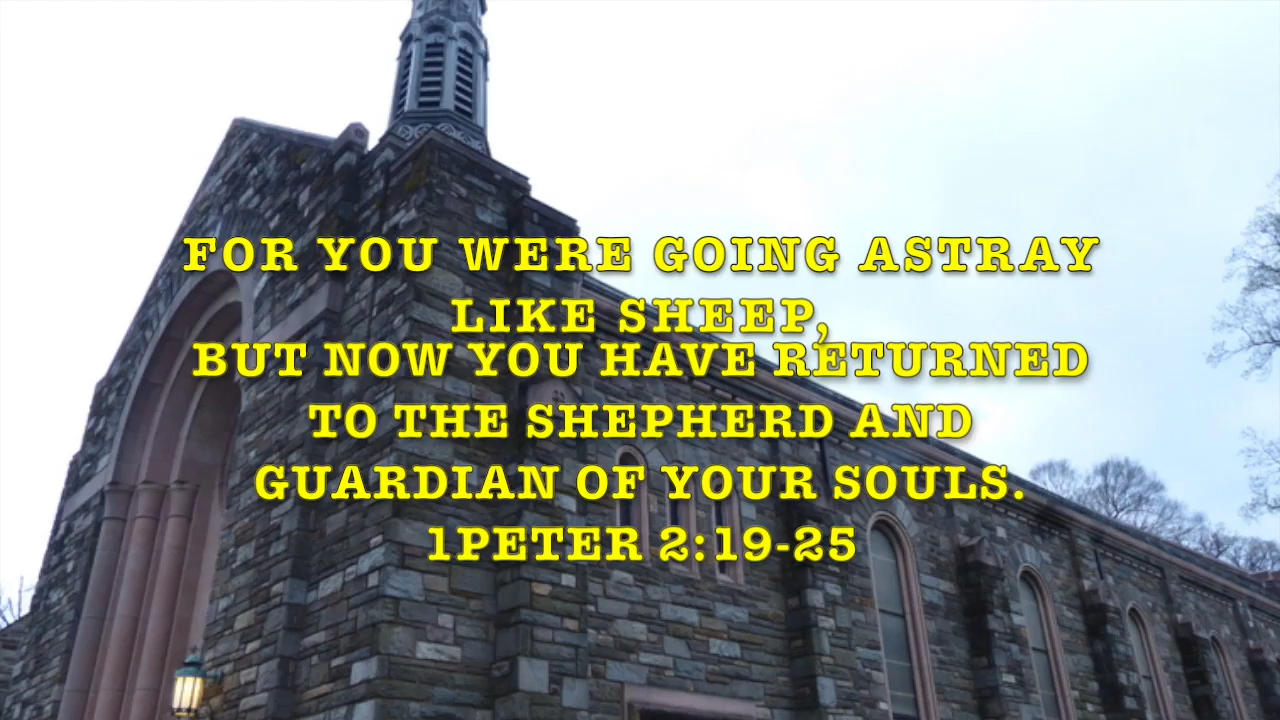 FOR YOU WERE GOING ASTRAY
LIKE SHEEP,
BUT NOW YOU HAVE RETURNED
TO THE SHEPHERD AND
GUARDIAN OF YOUR SOULS.
1PETER 2:19-25